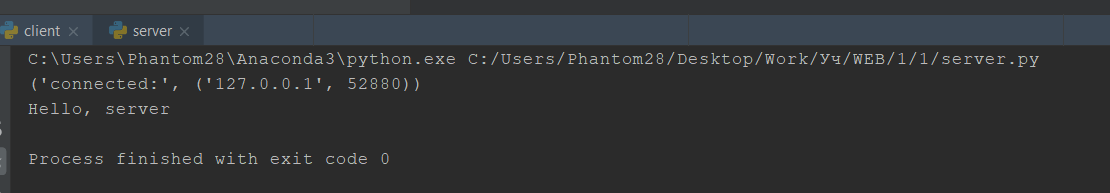 client server
C:\Users\Phantom28\Anaconda3\python.exe C:/Users/Phantom28/Desktop/Work/Уч/WEB/1/1/server.py
('connected:', ('127.0.0.1', 52880))
Hello, server
Process finished with exit code 0